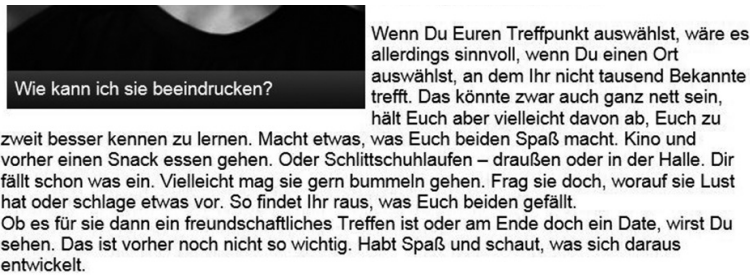 Wenn Du Euren Treffpunkt auswählst, wäre es
allerdings sinnvoll, wenn Du einen Ort
auswählst, an dem Ihr nicht tausend Bekannte
trefft. Das könnte zwar auch ganz nett sein,
hält Euch aber vielleicht davon ab, Euch zu
Wie kann ich sie beeindrucken?
zweit besser kennen zu lernen. Macht etwas, was Euch beiden Spaß macht. Kino und
vorher einen Snack essen gehen. Oder Schlittschuhlaufen – draußen oder in der Halle. Dir
fällt schon was ein. Vielleicht mag sie gern bummeln gehen. Frag sie doch, worauf sie Lust
hat oder schlage etwas vor. So findet Ihr raus, was Euch beiden gefällt.
Ob es für sie dann ein freundschaftliches Treffen ist oder am Ende doch ein Date, wirst Du
sehen. Das ist vorher noch nicht so wichtig. Habt Spaß und schaut, was sich daraus
entwickelt.